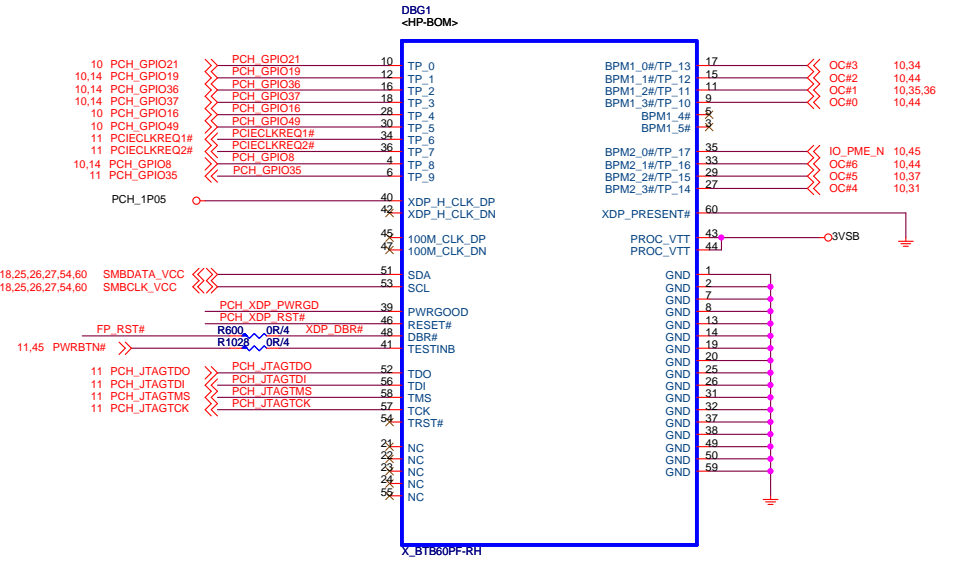 DBG1
<HP-BOM>
10 PCH_GPIO21 PCH_GPIO21 10 TP_0 BPM1_0#/TP_13 17 OC#3 10,34
10,14 PCH_GPIO19 PCH_GPIO19 12 TP_1 BPM1_1#/TP_12 15 OC#2 10,44
10,14 PCH_GPIO36 PCH_GPIO36 16 TP_2 BPM1_2#/TP_11 11 OC#1 10,35,36
10,14 PCH_GPIO37 PCH_GPIO37 18 TP_3 BPM1_3#/TP_10 9 OC#0 10,44
10 PCH_GPIO16 PCH_GPIO16 28 TP_4 BPM1_4# 5
10 PCH_GPIO49 PCH_GPIO49 30 TP_5 BPM1_5# 3
11 PCIECLKREQ1# PCIECLKREQ1# 34 TP_6
11 PCIECLKREQ2# PCIECLKREQ2# 36 TP_7 BPM2_0#/TP_17 35 IO_PME_N 10,45
10,14 PCH_GPIO8 PCH_GPIO8 4 TP_8 BPM2_1#/TP_16 33 OC#6 10,44
11 PCH_GPIO35 PCH_GPIO35 6 TP_9 BPM2_2#/TP_15 29 OC#5 10,37
BPM2_3#/TP_14 27 OC#4 10,31
PCH_1P05 40 XDP_H_CLK_DP
42 XDP_H_CLK_DN XDP_PRESENT# 60
45 100M_CLK_DP PROC_VTT 43 3VSB
47 100M_CLK_DN PROC_VTT 44
18,25,26,27,54,60 SMBDATA_VCC 51 SDA GND 1
18,25,26,27,54,60 SMBCLK_VCC 53 SCL GND 2
GND 7
PCH_XDP_PWRGD 39 PWRGOOD GND 8
PCH_XDP_RST# 46 RESET# GND 13
FP_RST# R600 0R/4 XDP_DBR# 48 DBR# GND 14
11,45 PWRBTN# R1028 0R/4 41 TESTINB GND 19
GND 20
11 PCH_JTAGTDO PCH_JTAGTDO 52 TDO GND 25
11 PCH_JTAGTDI PCH_JTAGTDI 56 TDI GND 26
11 PCH_JTAGTMS PCH_JTAGTMS 58 TMS GND 31
11 PCH_JTAGTCK PCH_JTAGTCK 57 TCK GND 32
54 TRST# GND 37
GND 38
21 NC GND 49
22 NC GND 50
23 NC GND 59
24 NC
55 NC
X_BTB60PF-RH